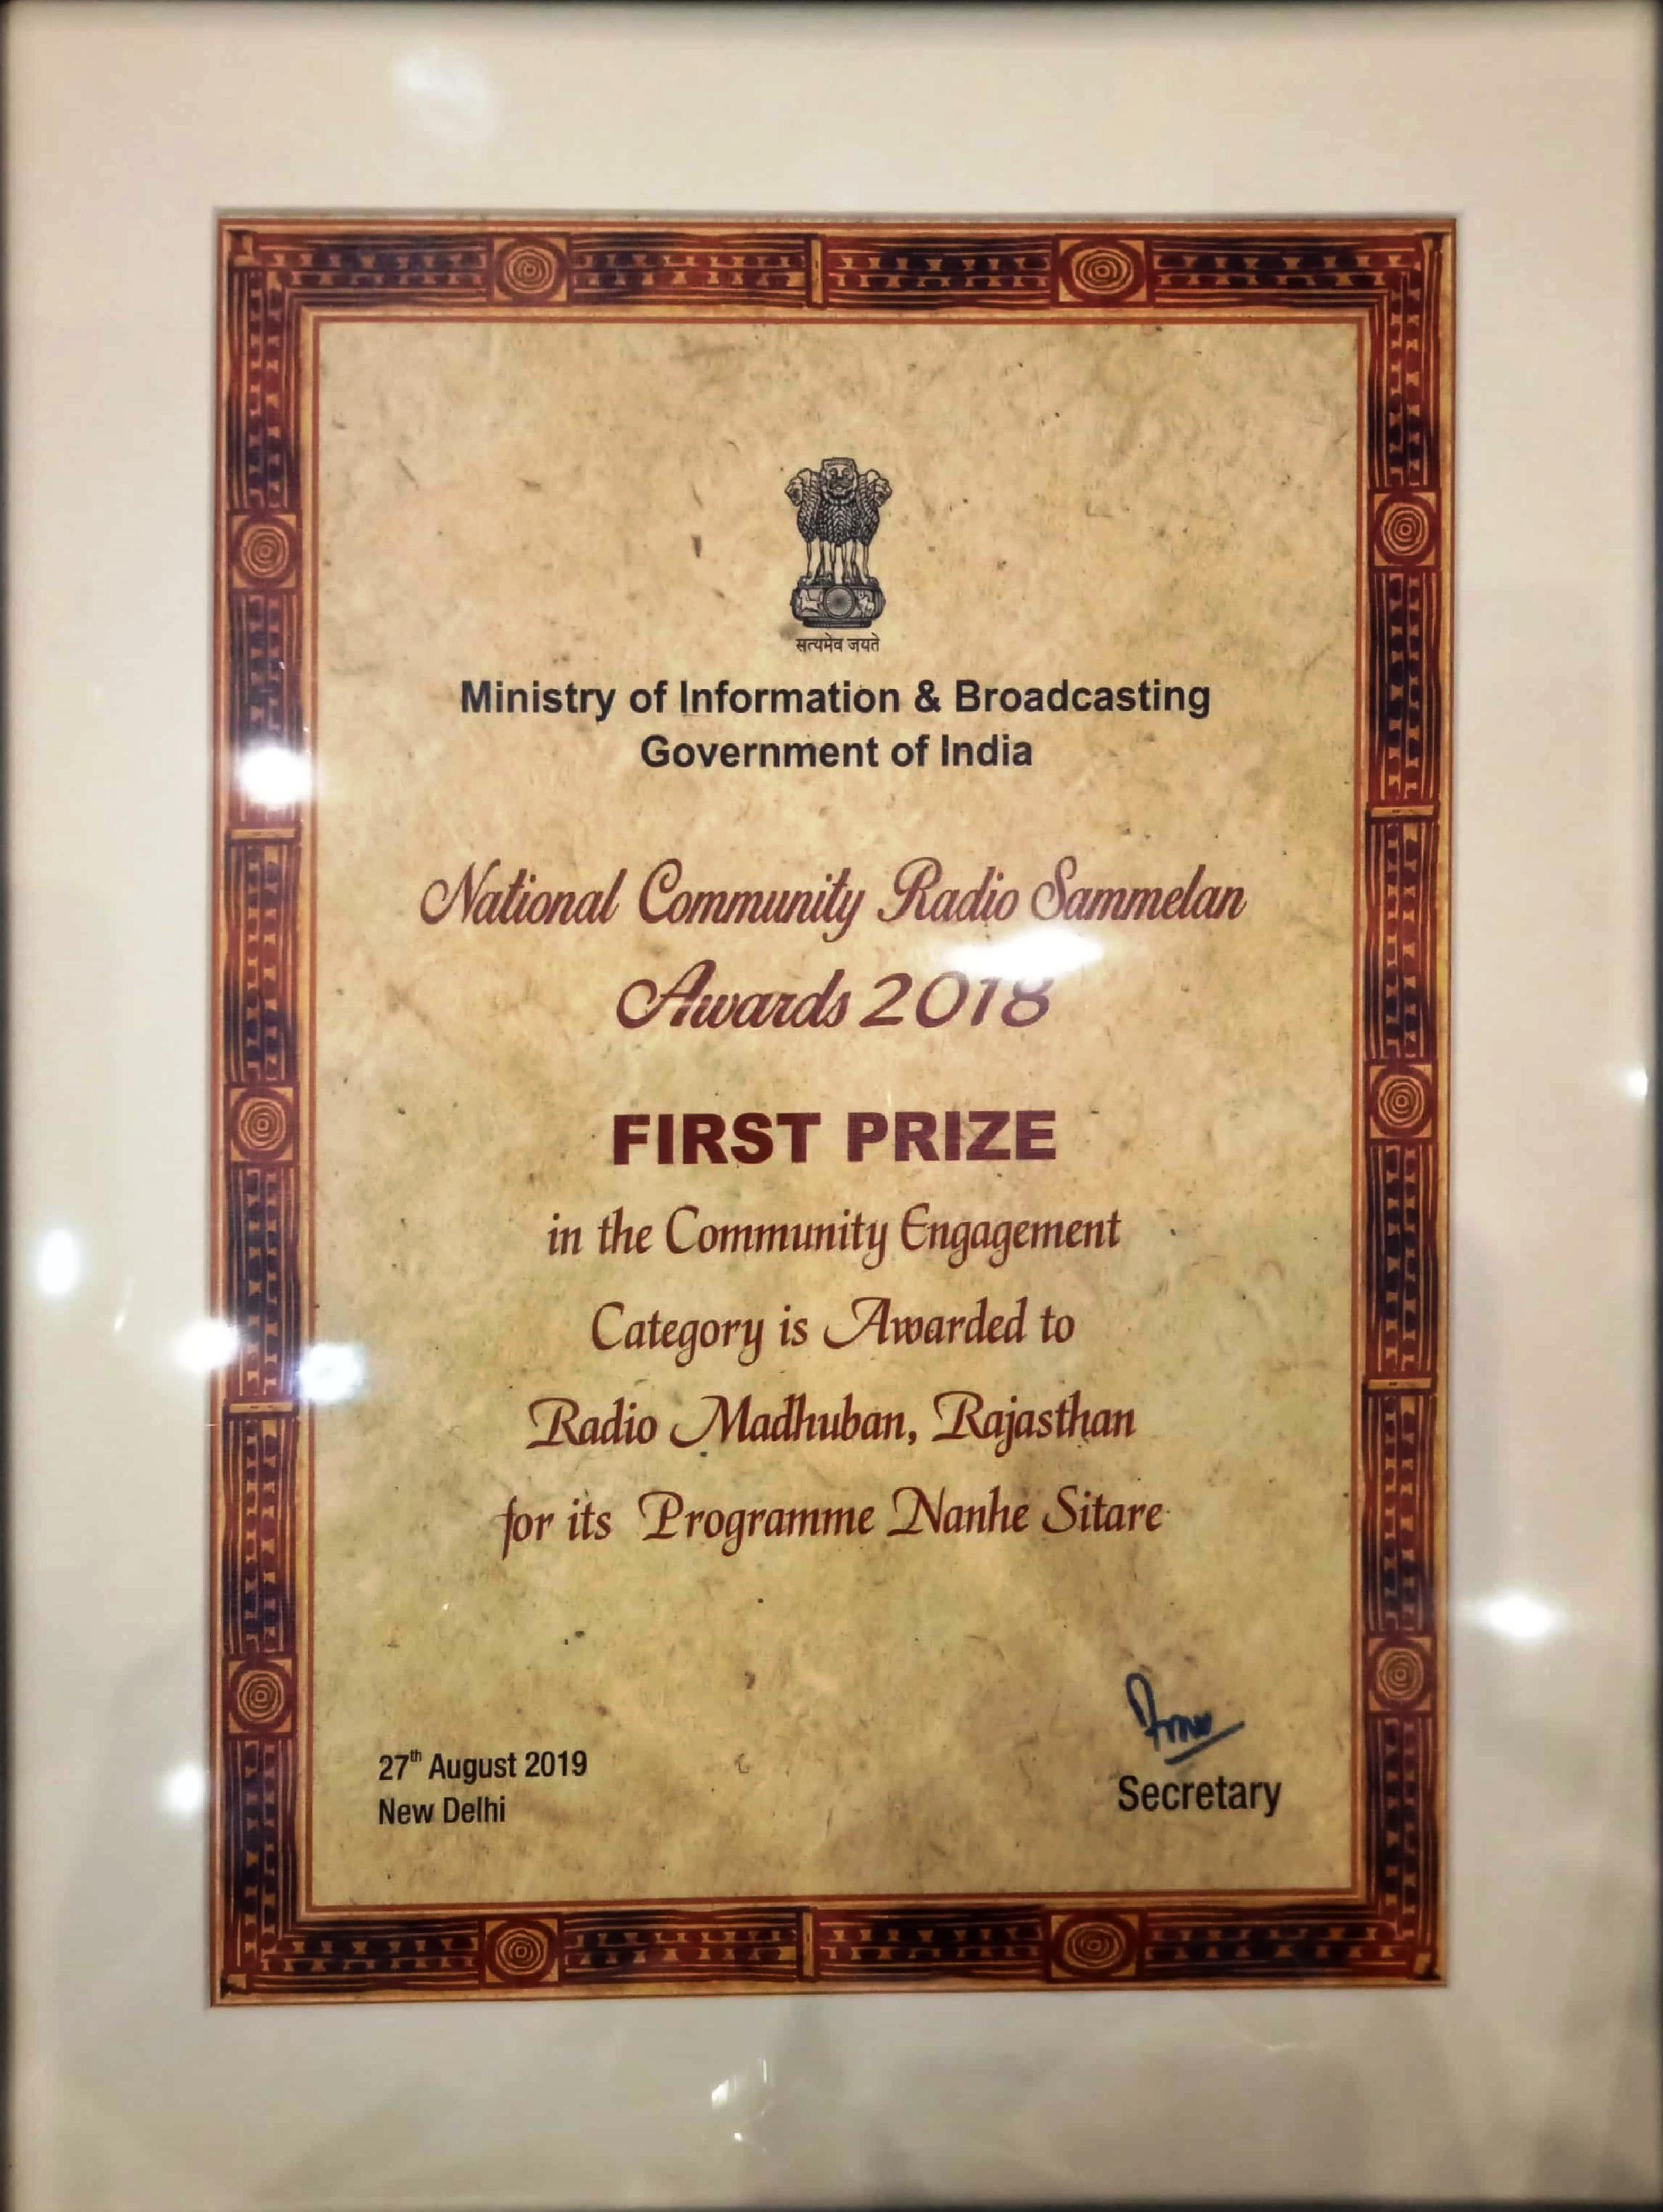 सत्यमेव जयते
Ministry of Information & Broadcasting
Government of India
National Community Radio Sammelan
Awards 2018
FIRST PRIZE
in the Community Engagement
Category is Awarded to
Radio Madhuban, Rajasthan
for its Programme Nanhe Sitare
27th August 2019
New Delhi
Secretary